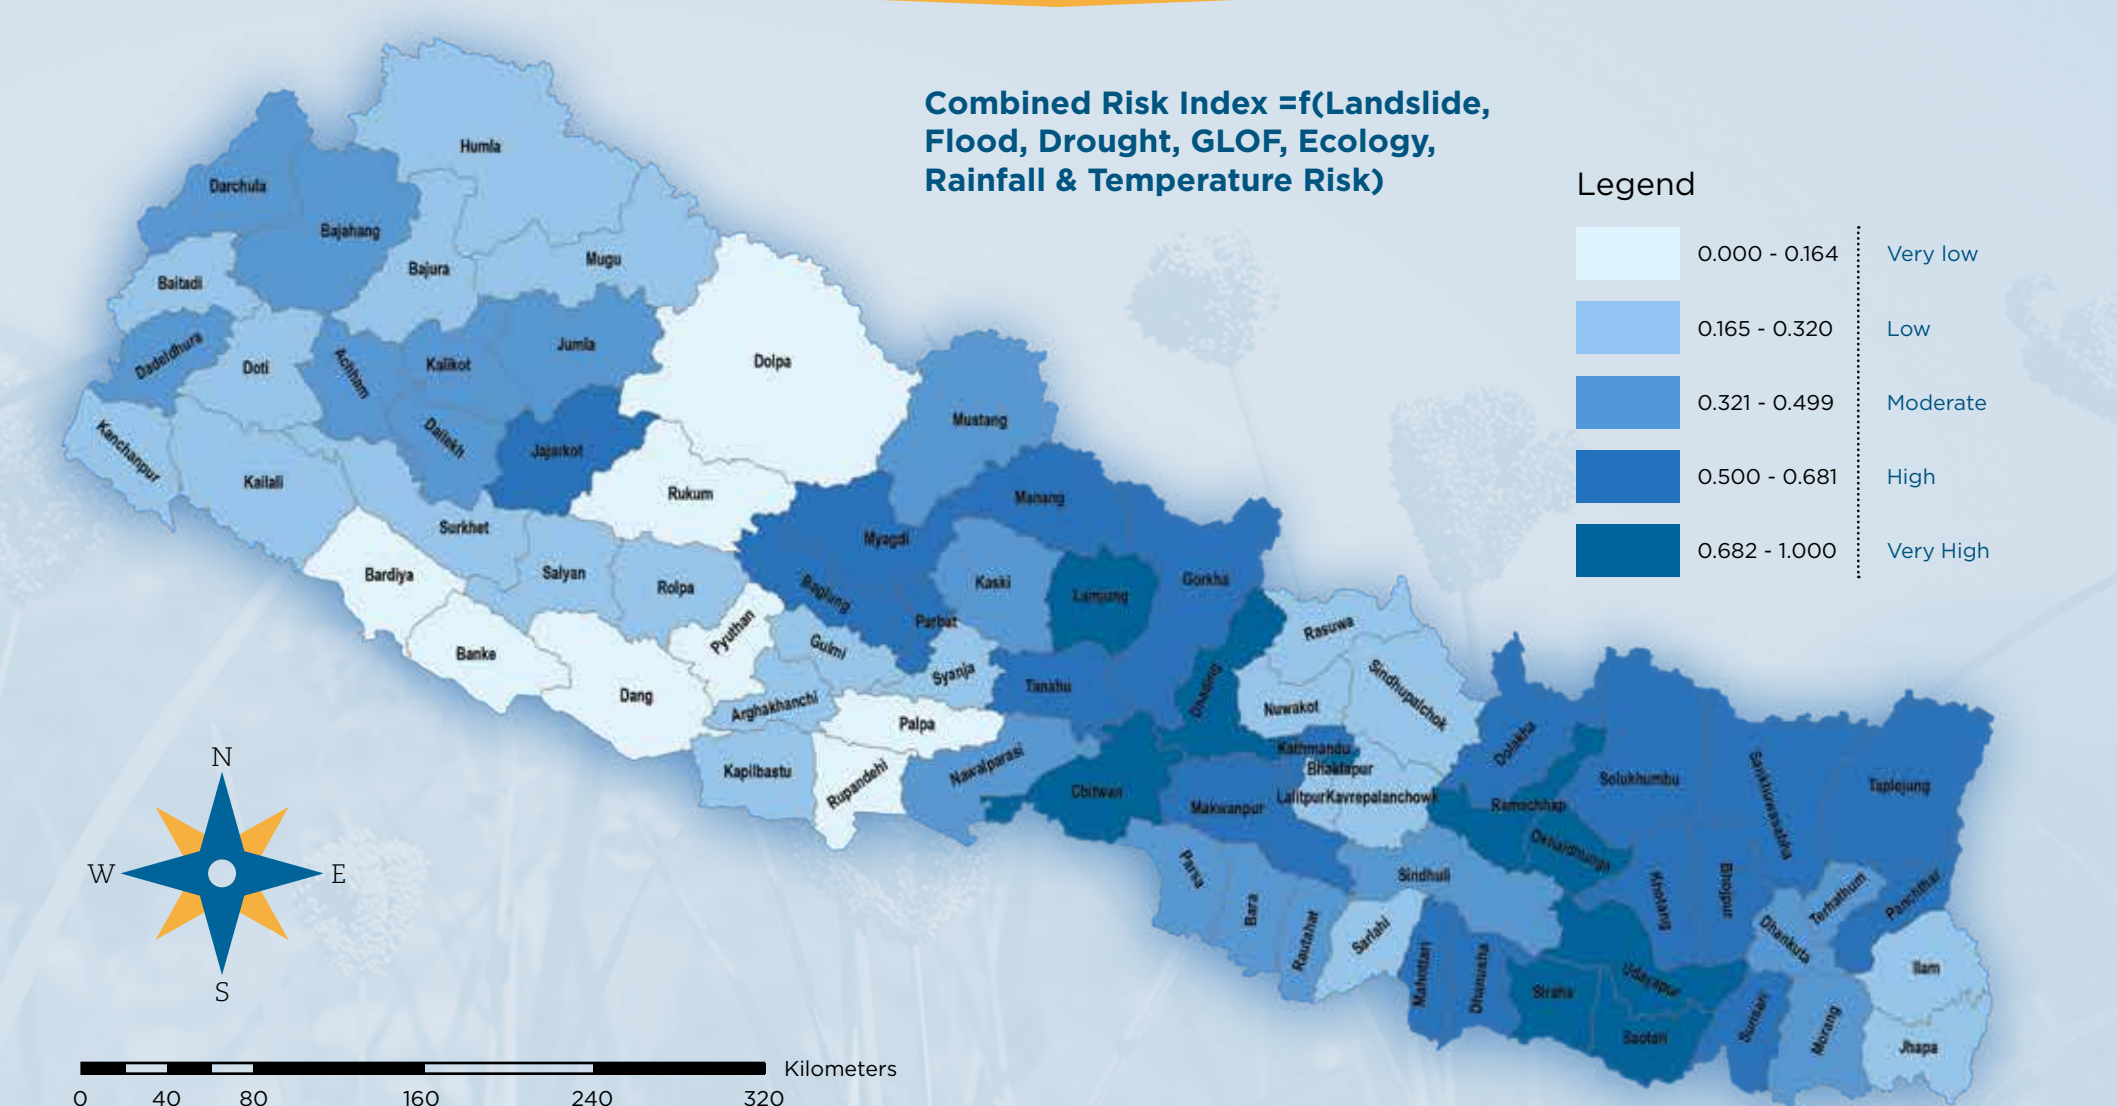 Combined Risk Index =f(Landslide,
Flood, Drought, GLOF, Ecology,
Rainfall & Temperature Risk)
Legend
0.000 - 0.164 Very low
0.165 - 0.320 Low
0.321 - 0.499 Moderate
0.500 - 0.681 High
0.682 - 1.000 Very High
Humla
Darchula
Bajahang
Baitadi
Bajura
Mugu
Dadeldhura
Doti
Achham
Kalikot
Jumla
Dolpa
Kanchanpur
Kailali
Dailekh
Jajarkot
Mustang
Rukum
Manang
Surkhet
Myagdi
Bardiya
Salyan
Rolpa
Baglung
Kaski
Lamjung
Gorkha
Parbat
Pyuthan
Gulmi
Rasuwa
Banke
Syanja
Sindhupalchok
Dang
Arghakhanchi
Tanahu
Dhading
Nuwakot
Palpa
Kapilbastu
Rupandehi
Nawalparasi
Kathmandu
Bhaktapur
Dolakha
Solukhumbu
Sankhuwasabha
Taplejung
Chitwan
Makwanpur
LalitpurKavrepalanchowk
Ramechhap
Okhaldhunga
Parsa
Bara
Rautahat
Sarlahi
Sindhuli
Khotang
Bhojpur
Terhathum
Panchthar
Dhankuta
Mahottari
Dhanusha
Siraha
Udayapur
Saptari
Sunsari
Morang
Ilam
Jhapa
N
W E
S
Kilometers
0 40 80 160 240 320